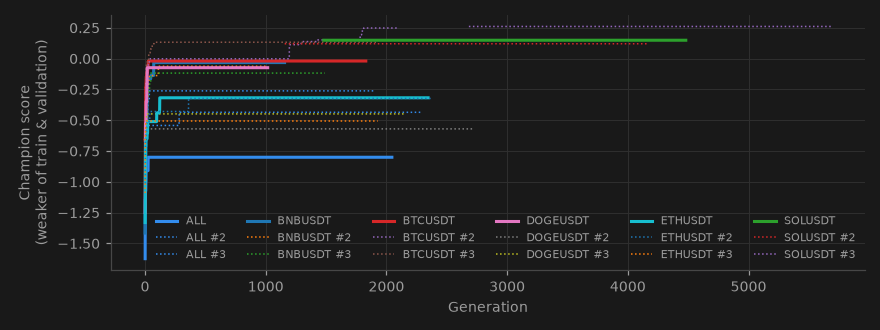 Champion score
(weaker of train & validation)
0.25
0.00
−0.25
−0.50
−0.75
−1.00
−1.25
−1.50
ALL BNBUSDT BTCUSDT DOGEUSDT ETHUSDT SOLUSDT
ALL #2 BNBUSDT #2 BTCUSDT #2 DOGEUSDT #2 ETHUSDT #2 SOLUSDT #2
ALL #3 BNBUSDT #3 BTCUSDT #3 DOGEUSDT #3 ETHUSDT #3 SOLUSDT #3
0 1000 2000 3000 4000 5000
Generation